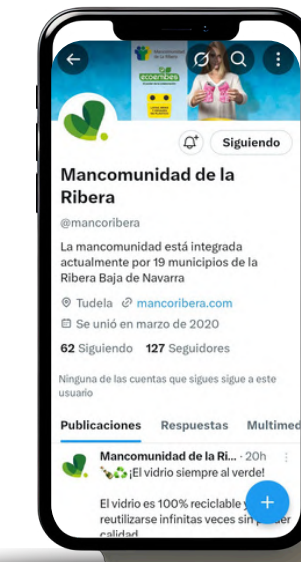 Mancomunidad
de la Ribera
ecoembes
Siguiendo
Mancomunidad de la
Ribera
@mancoribera
La mancomunidad está integrada
actualmente por 19 municipios de la
Ribera Baja de Navarra
Tudela mancoribera.com
Se unió en marzo de 2020
62 Siguiendo 127 Seguidores
Ninguna de las cuentas que sigues sigue a este
usuario
Publicaciones Respuestas Multimed
Mancomunidad de la Ri... · 20h
¡El vidrio siempre al verde!
El vidrio es 100% reciclable y
reutilizarse infinitas veces sin
calidad